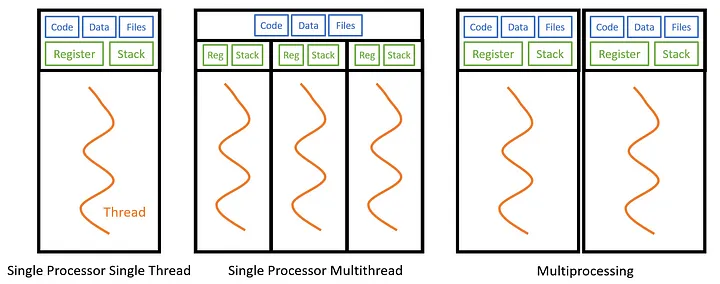 Code Data Files
Register Stack
Thread
Single Processor Single Thread
Code Data Files
Reg Stack Reg Stack Reg Stack
Single Processor Multithread
Code Data Files Code Data Files
Register Stack Register Stack
Multiprocessing